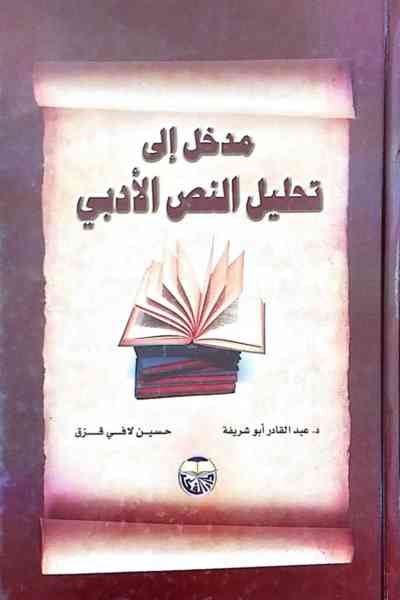 مدخل إلى
تحليل النص الأدبي
د. عبد القادر أبو شريفة
حسين لافي قزق